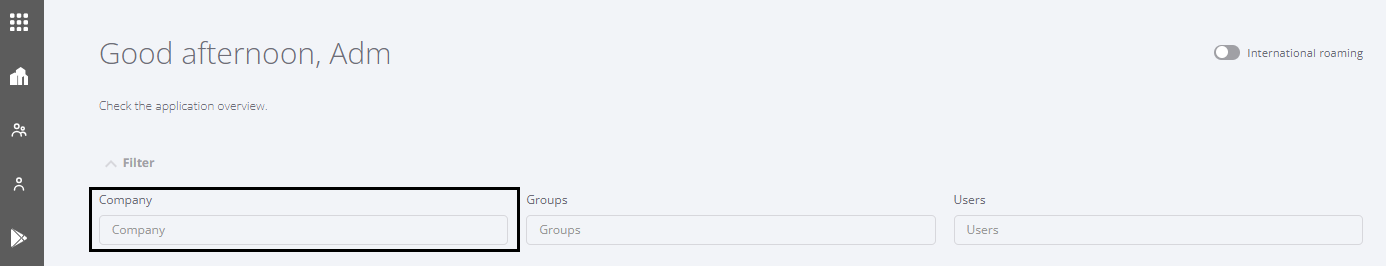 Good afternoon, Adm
International roaming
Check the application overview.
Filter
Company
Groups
Users
Company
Groups
Users